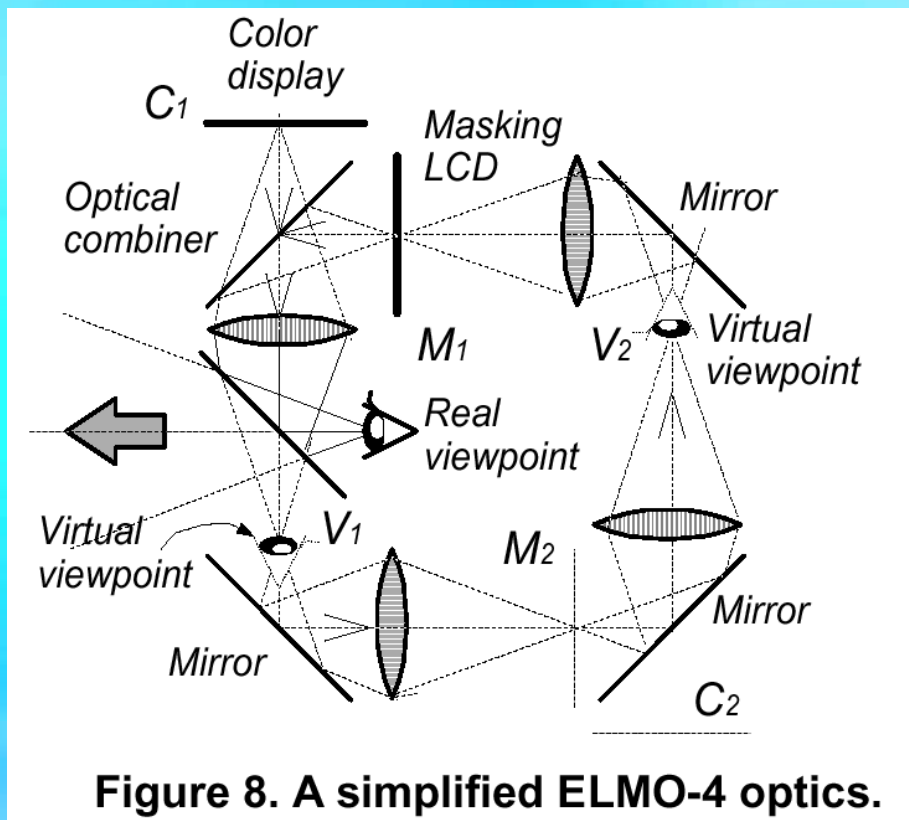 Color
display
C1
Masking
LCD
Optical
combiner
Mirror
M1
V2
Virtual
viewpoint
Real
viewpoint
Virtual
viewpoint
V1
M2
Mirror
Mirror
C2
Figure 8. A simplified ELMO-4 optics.